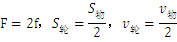 F = 2f，S轮 = S物/2，v轮 = v物/2